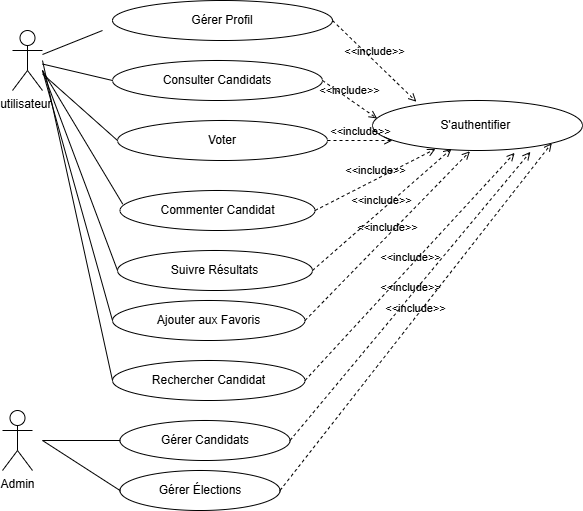 Gérer Profil
<<include>>
Consulter Candidats
<<include>>
utilisateur
S'authentifier
<<include>>
Voter
<<include>>
Commenter Candidat
<<include>>
<<include>>
Suivre Résultats
<<include>>
<<include>>
<<include>>
Ajouter aux Favoris
Rechercher Candidat
Gérer Candidats
Admin
Gérer Élections